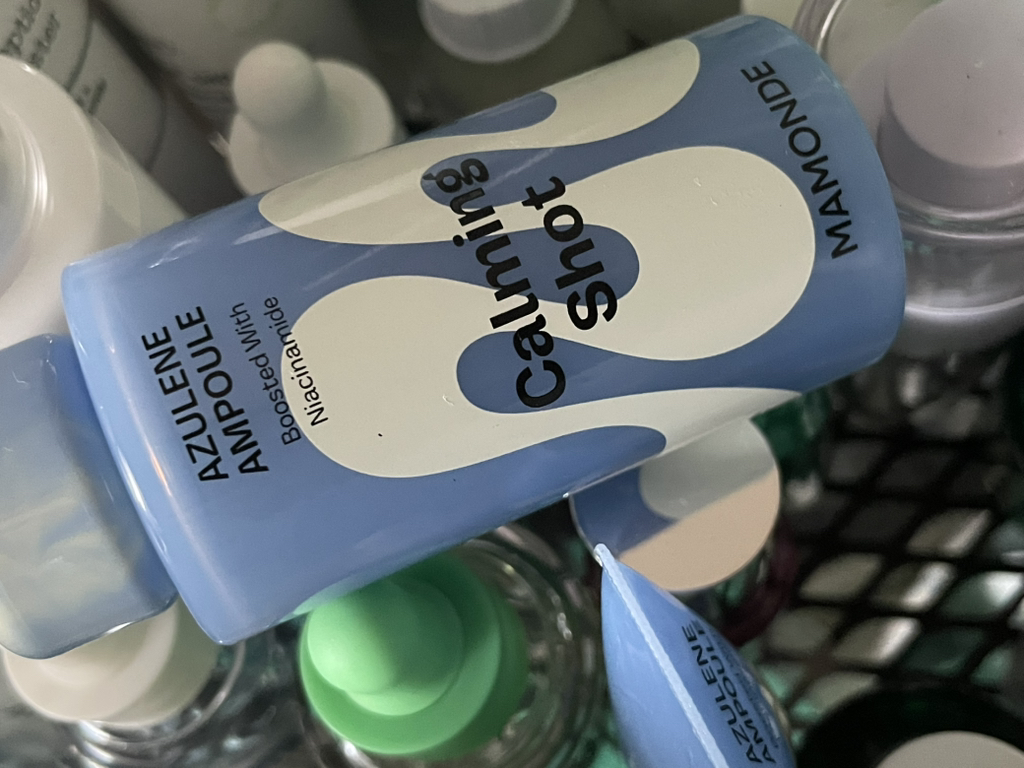 MAMONDE
Calming
Shot
AZULENE
AMPOULE
Boosted With
Niacinamide
AZULENE
AMPOULE